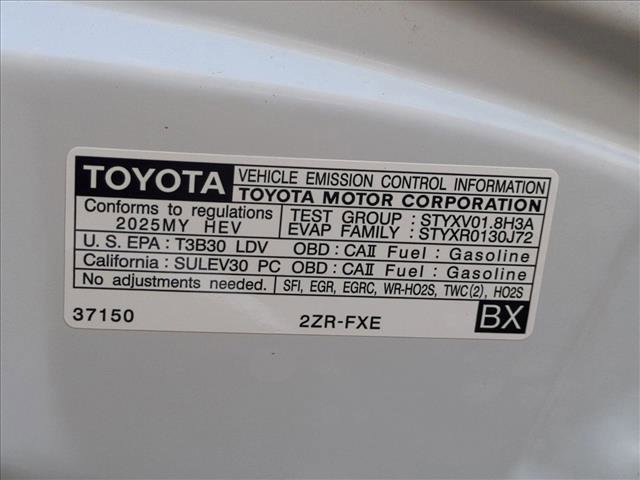 TOYOTA VEHICLE EMISSION CONTROL INFORMATION
TOYOTA MOTOR CORPORATION
Conforms to regulations TEST GROUP : STYXV01.8H3A
2025MY HEV EVAP FAMILY : STYXR0130J72
U. S. EPA : T3B30 LDV OBD : CAII Fuel : Gasoline
California : SULEV30 PC OBD : CAII Fuel : Gasoline
No adjustments needed. SFI, EGR, EGRC, WR-HO2S, TWC(2), HO2S
37150 2ZR-FXE BX